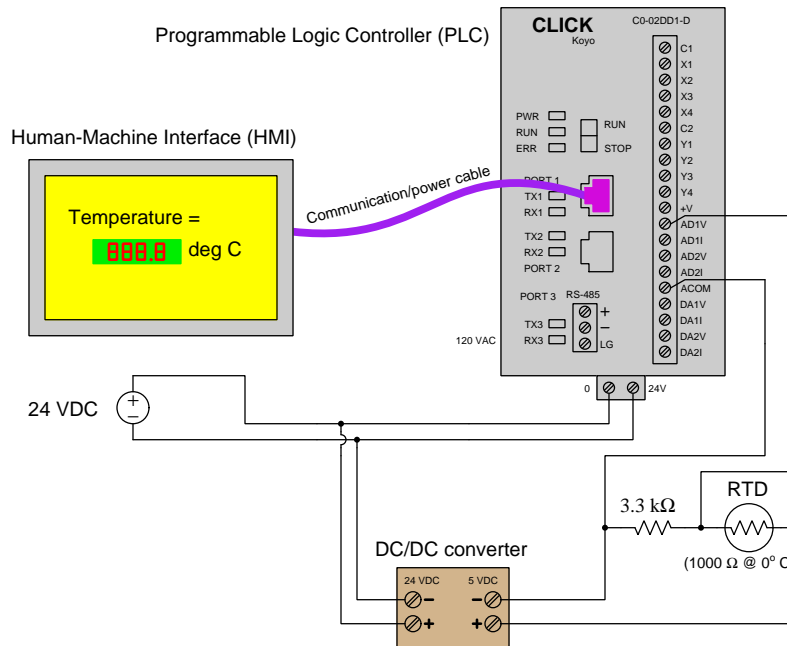 Programmable Logic Controller (PLC)
CLICK
Koyo
C0-02DD1-D
C1
X1
X2
X3
X4
C2
Y1
Y2
Y3
Y4
+V
AD1V
AD1I
AD2V
AD2I
ACOM
DA1V
DA1I
DA2V
DA2I
PWR
RUN
ERR
RUN
STOP
PORT 1
TX1
RX1
TX2
RX2
PORT 2
PORT 3
RS-485
+
−
LG
TX3
RX3
120 VAC
0
24V
Human-Machine Interface (HMI)
Temperature =
888.8 deg C
Communication/power cable
24 VDC
+
−
DC/DC converter
24 VDC
5 VDC
− −
+ +
3.3 kΩ
RTD
(1000 Ω @ 0° C